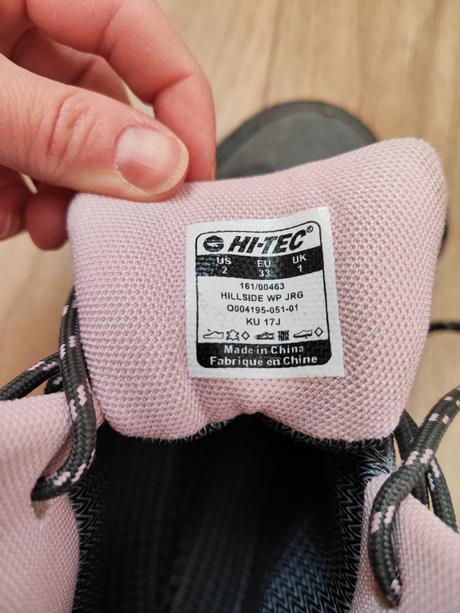 HI-TEC®
US EU UK
2 33 1
161/00463
HILLSIDE WP JRG
O004195-051-01
KU 17J
Made in China
Fabriqué en Chine